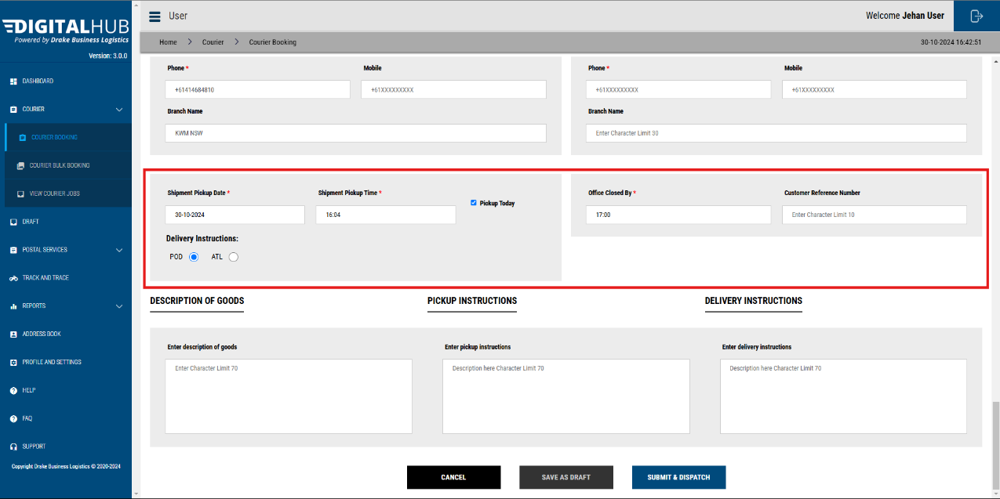 DIGITALHUB
Powered by Drake Business Logistics
Version: 3.0.0
DASHBOARD
COURIER
COURIER BOOKING
COURIER BULK BOOKING
VIEW COURIER JOBS
DRAFT
POSTAL SERVICES
TRACK AND TRACE
REPORTS
ADDRESS BOOK
PROFILE AND SETTINGS
HELP
FAQ
SUPPORT
Copyright Drake Business Logistics © 2020-2024
User
Welcome Jehan User
Home > Courier > Courier Booking
30-10-2024 16:42:51
Phone *
Mobile
+61414684810
+61XXXXXXXXX
Branch Name
KWM NSW
Phone *
Mobile
+61XXXXXXXXX
+61XXXXXXXXX
Branch Name
Enter Character Limit 30
Shipment Pickup Date *
Shipment Pickup Time *
Pickup Today
30-10-2024
16:04
Delivery Instructions:
POD
ATL
Office Closed By *
Customer Reference Number
17:00
Enter Character Limit 10
DESCRIPTION OF GOODS
Enter description of goods
Enter Character Limit 70
PICKUP INSTRUCTIONS
Enter pickup instructions
Description here Character Limit 70
DELIVERY INSTRUCTIONS
Enter delivery instructions
Description here Character Limit 70
CANCEL
SAVE AS DRAFT
SUBMIT & DISPATCH